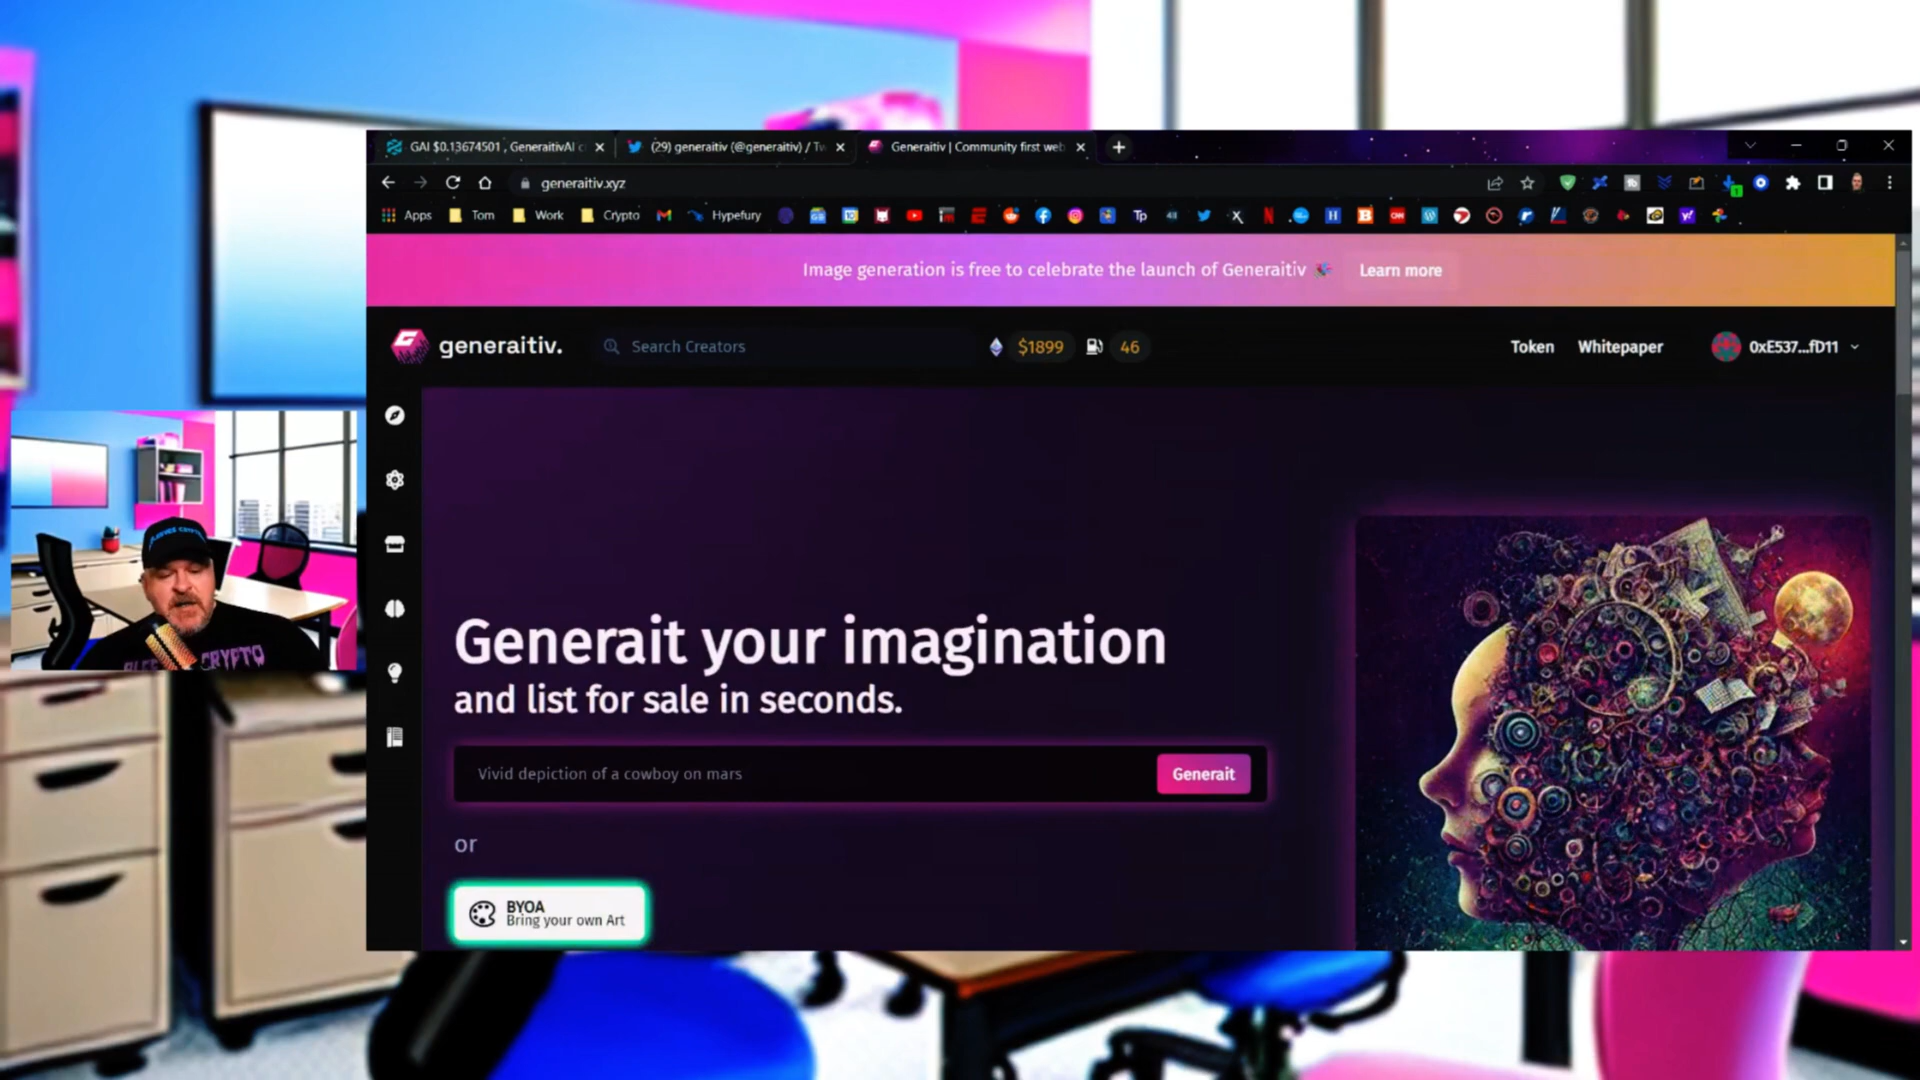 GAI $0.13674501 , GeneraitivAI c
(29) generaitiv (@generaitiv) / Tw
Generaitiv | Community first web
generaitiv.xyz
Apps
Tom
Work
Crypto
Hypefury
Image generation is free to celebrate the launch of Generaitiv
Learn more
generaitiv.
Search Creators
$1899
46
Token
Whitepaper
0xE537...fD11
Generait your imagination
and list for sale in seconds.
Vivid depiction of a cowboy on mars
Generait
or
BYOA
Bring your own Art
CRYPTO